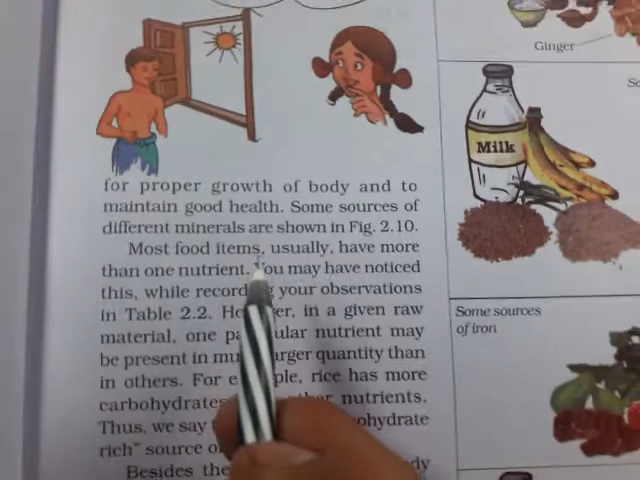 for proper growth of body and to
maintain good health. Some sources of
different minerals are shown in Fig. 2.10.
Most food items, usually, have more
than one nutrient. You may have noticed
this, while recording your observations
in Table 2.2. However, in a given raw
material, one particular nutrient may
be present in much larger quantity than
in others. For example, rice has more
carbohydrates other nutrients.
Thus, we say
rich" source
Besides
Ginger
Milk
Some sources
of iron